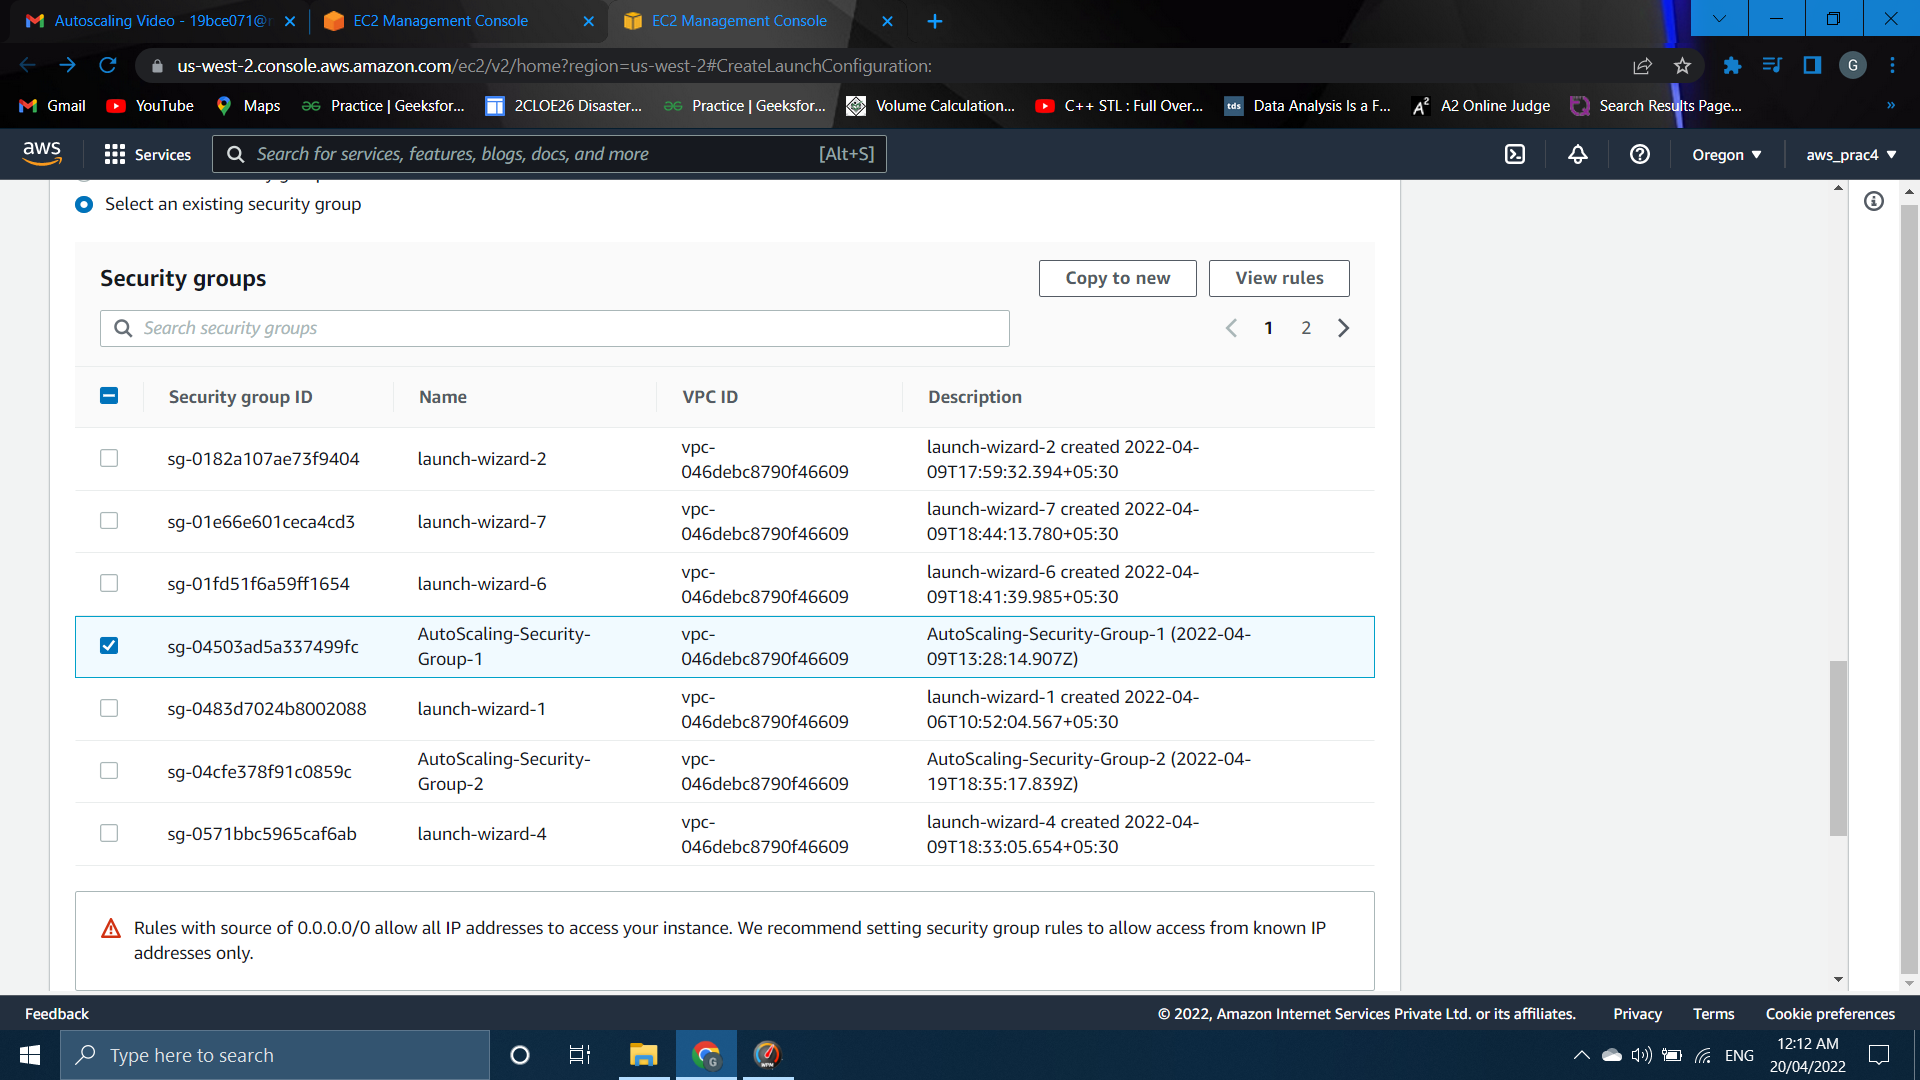 Autoscaling Video - 19bce071@
EC2 Management Console
EC2 Management Console
us-west-2.console.aws.amazon.com/ec2/v2/home?region=us-west-2#CreateLaunchConfiguration:
G
Gmail
YouTube
Maps
Practice | Geeksfor...
2CLOE26 Disaster...
Practice | Geeksfor...
Volume Calculation...
C++ STL : Full Over...
tds
Data Analysis Is a F...
A2 Online Judge
Search Results Page...
aws
Services
Search for services, features, blogs, docs, and more
[Alt+S]
Oregon
aws_prac4
Select an existing security group
Security groups
Copy to new
View rules
Search security groups
1
2
Security group ID
Name
VPC ID
Description
sg-0182a107ae73f9404
launch-wizard-2
vpc-
046debc8790f46609
launch-wizard-2 created 2022-04-
09T17:59:32.394+05:30
sg-01e66e601ceca4cd3
launch-wizard-7
vpc-
046debc8790f46609
launch-wizard-7 created 2022-04-
09T18:44:13.780+05:30
sg-01fd51f6a59ff1654
launch-wizard-6
vpc-
046debc8790f46609
launch-wizard-6 created 2022-04-
09T18:41:39.985+05:30
sg-04503ad5a337499fc
AutoScaling-Security-
Group-1
vpc-
046debc8790f46609
AutoScaling-Security-Group-1 (2022-04-
09T13:28:14.907Z)
sg-0483d7024b8002088
launch-wizard-1
vpc-
046debc8790f46609
launch-wizard-1 created 2022-04-
06T10:52:04.567+05:30
sg-04cfe378f91c0859c
AutoScaling-Security-
Group-2
vpc-
046debc8790f46609
AutoScaling-Security-Group-2 (2022-04-
19T18:35:17.839Z)
sg-0571bbc5965caf6ab
launch-wizard-4
vpc-
046debc8790f46609
launch-wizard-4 created 2022-04-
09T18:33:05.654+05:30
Rules with source of 0.0.0.0/0 allow all IP addresses to access your instance. We recommend setting security group rules to allow access from known IP
addresses only.
Feedback
© 2022, Amazon Internet Services Private Ltd. or its affiliates.
Privacy
Terms
Cookie preferences
Type here to search
ENG
12:12 AM
20/04/2022